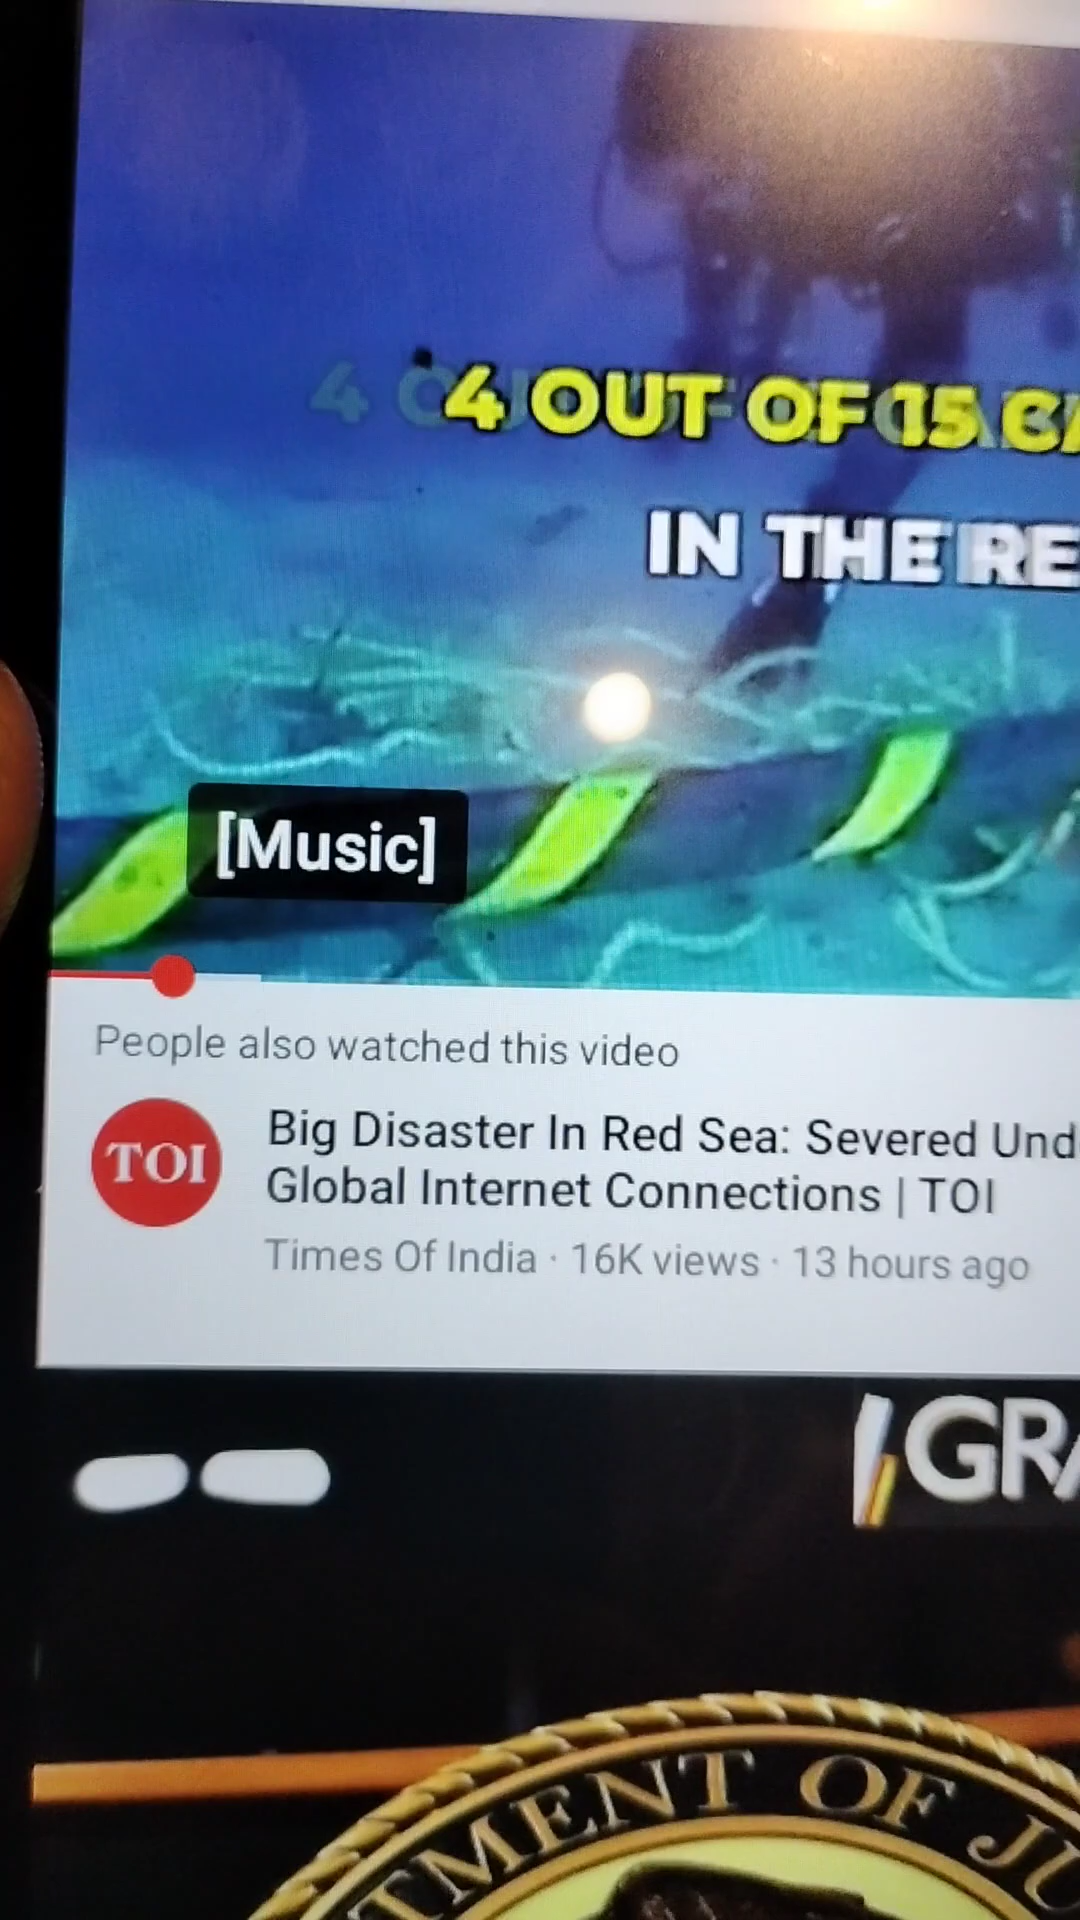 4 OUT OF 15
IN THE
[Music]
People also watched this video
TOI
Big Disaster In Red Sea: Severed
Global Internet Connections | TOI
Times Of India · 16K views · 13 hours ago
OF